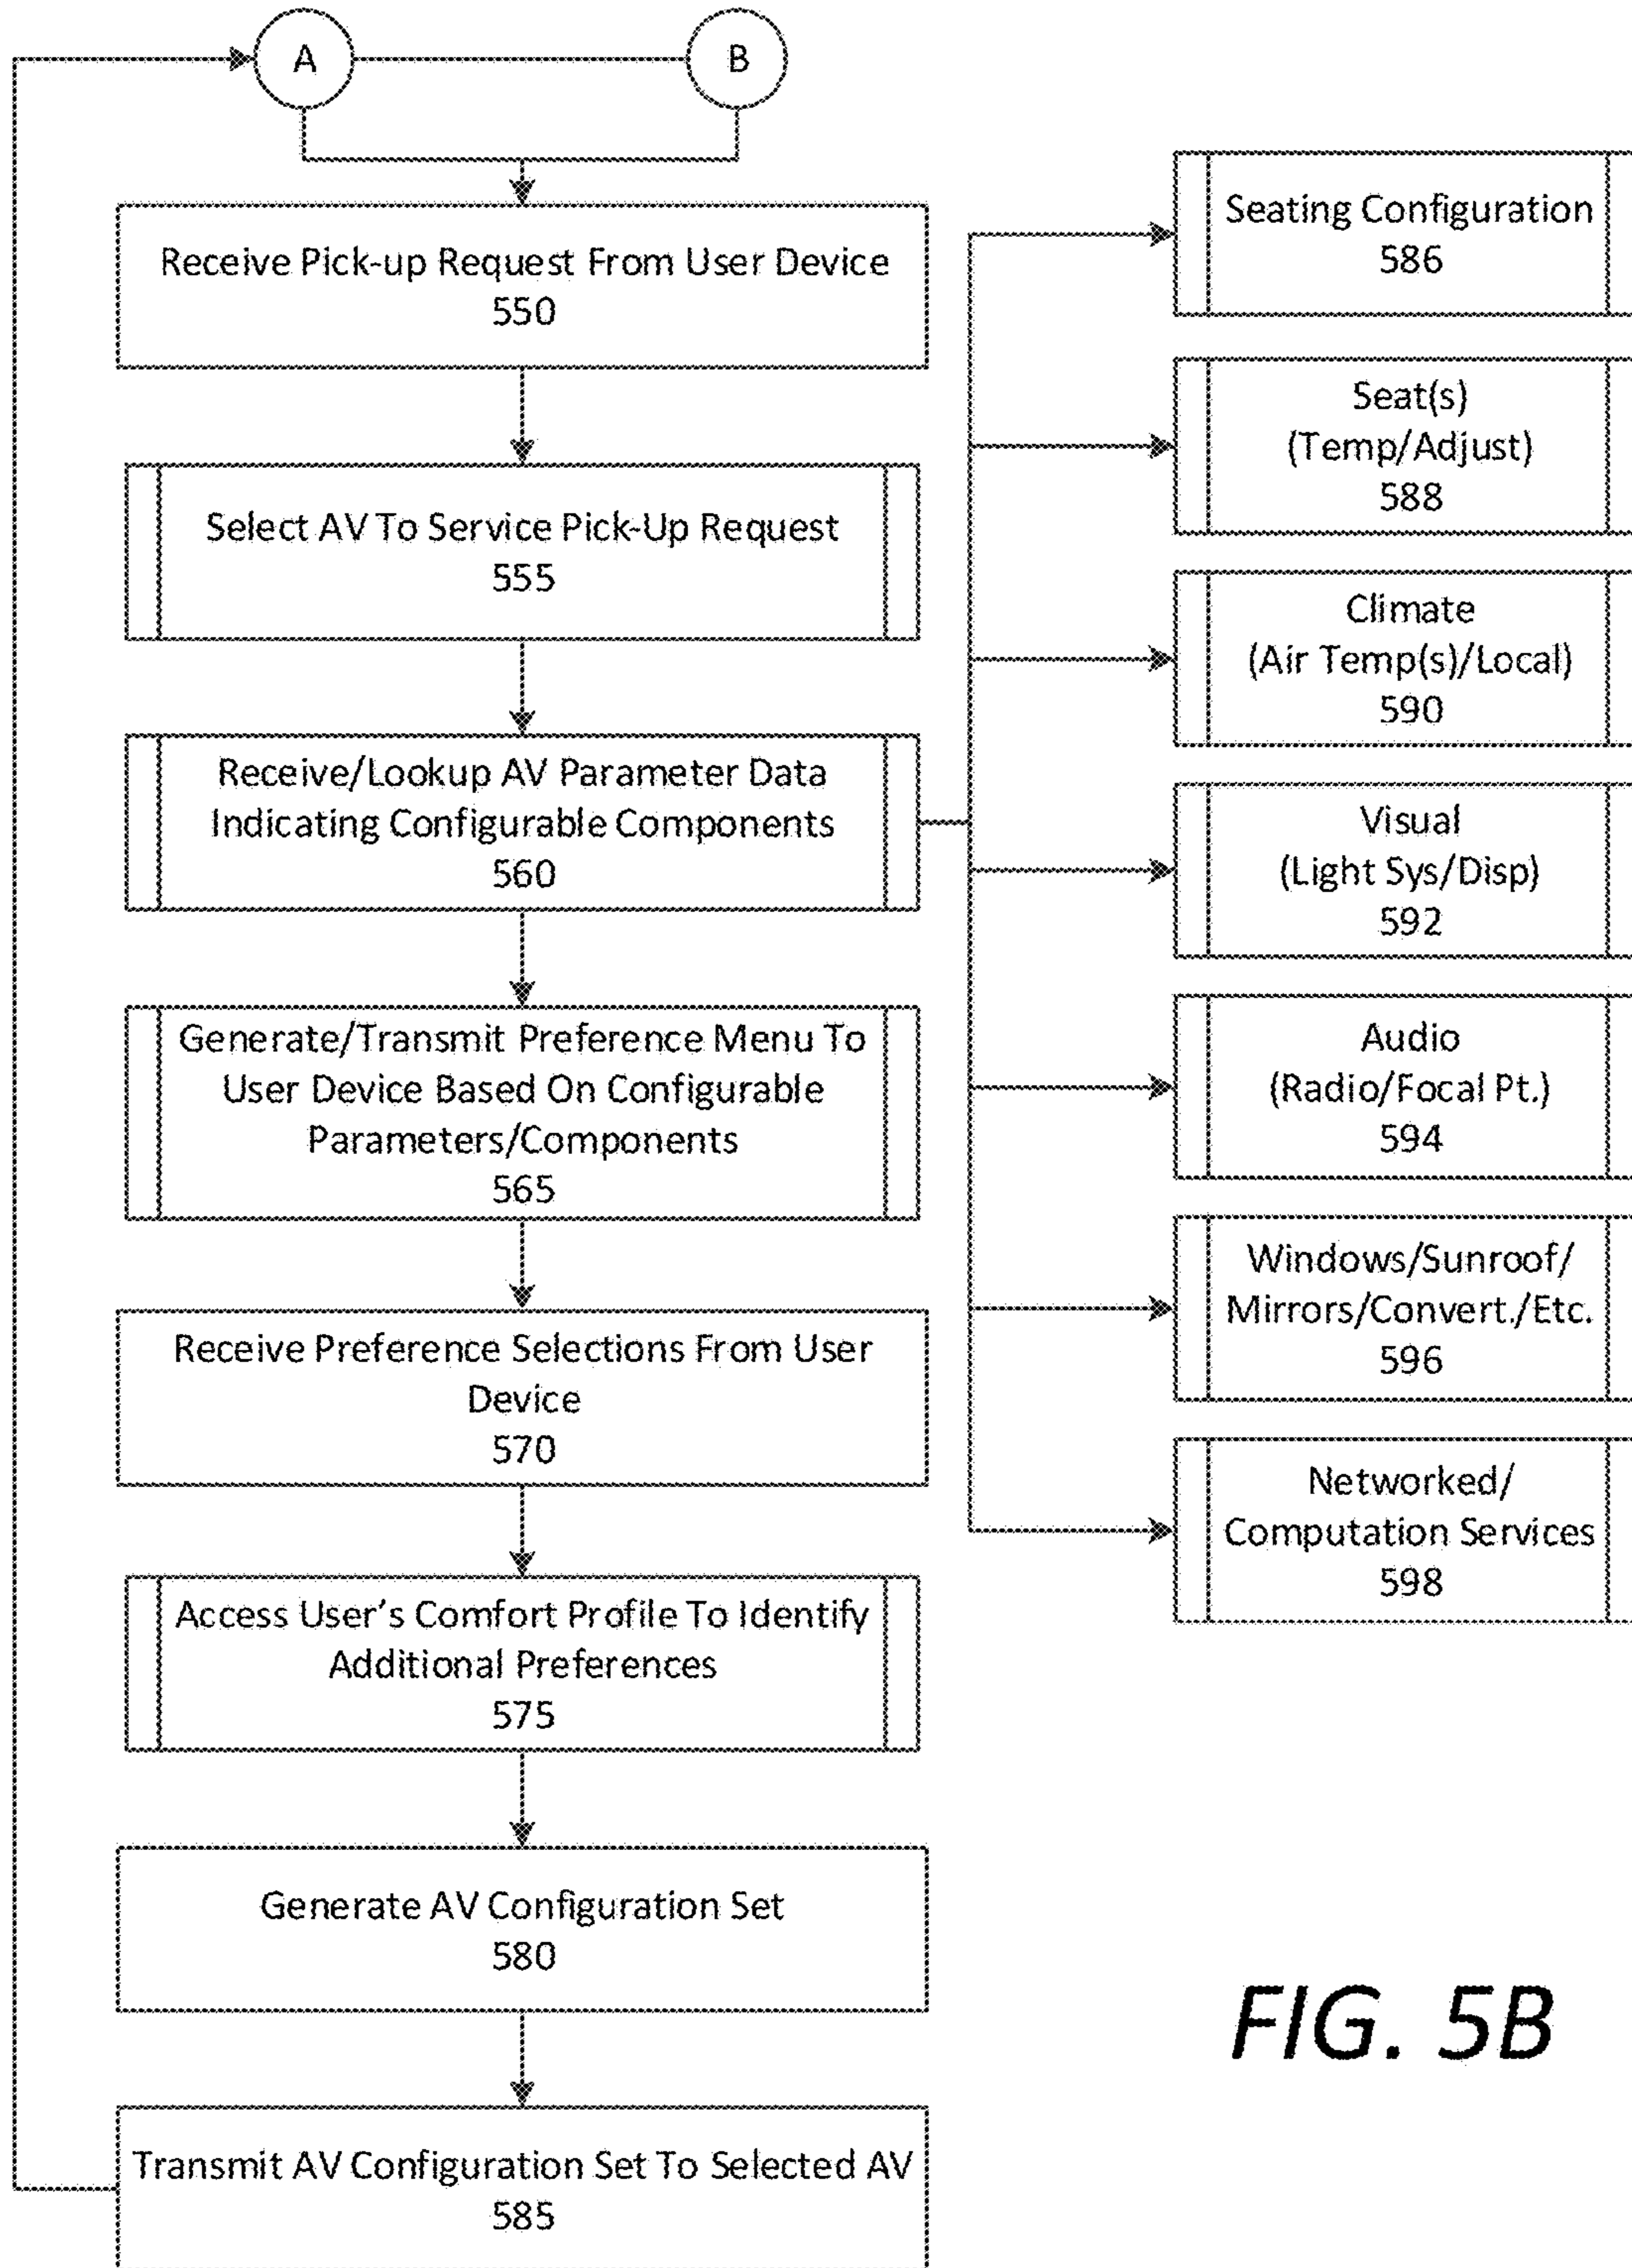 A
B
Receive Pick-up Request From User Device
550
Select AV To Service Pick-Up Request
555
Receive/Lookup AV Parameter Data
Indicating Configurable Components
560
Generate/Transmit Preference Menu To
User Device Based On Configurable
Parameters/Components
565
Receive Preference Selections From User
Device
570
Access User’s Comfort Profile To Identify
Additional Preferences
575
Generate AV Configuration Set
580
Transmit AV Configuration Set To Selected AV
585
Seating Configuration
586
Seat(s)
(Temp/Adjust)
588
Climate
(Air Temp(s)/Local)
590
Visual
(Light Sys/Disp)
592
Audio
(Radio/Focal Pt.)
594
Windows/Sunroof/
Mirrors/Convert./Etc.
596
Networked/
Computation Services
598
FIG. 5B